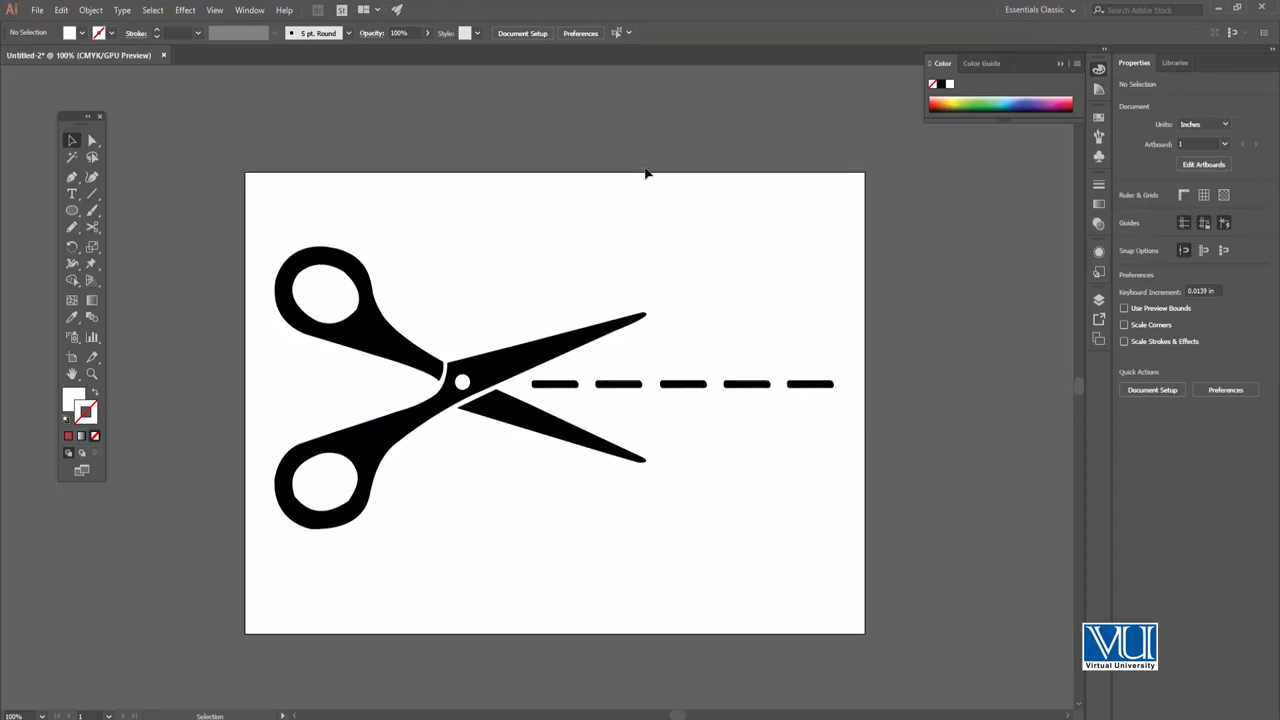 Ai File Edit Object Type Select Effect View Window Help Br St Essentials Classic Search Adobe Stock
No Selection Stroke: 5 pt. Round Opacity: 100% Style: Document Setup Preferences
Untitled-2* @ 100% (CMYK/GPU Preview)
Color Color Guide
Properties Libraries
No Selection
Document
Units: Inches
Artboard: 1
Edit Artboards
Ruler & Grids
Guides
Snap Options
Preferences
Keyboard Increment: 0.0139 in
Use Preview Bounds
Scale Corners
Scale Strokes & Effects
Quick Actions
Document Setup Preferences
VU
Virtual University
100% 1 Selection